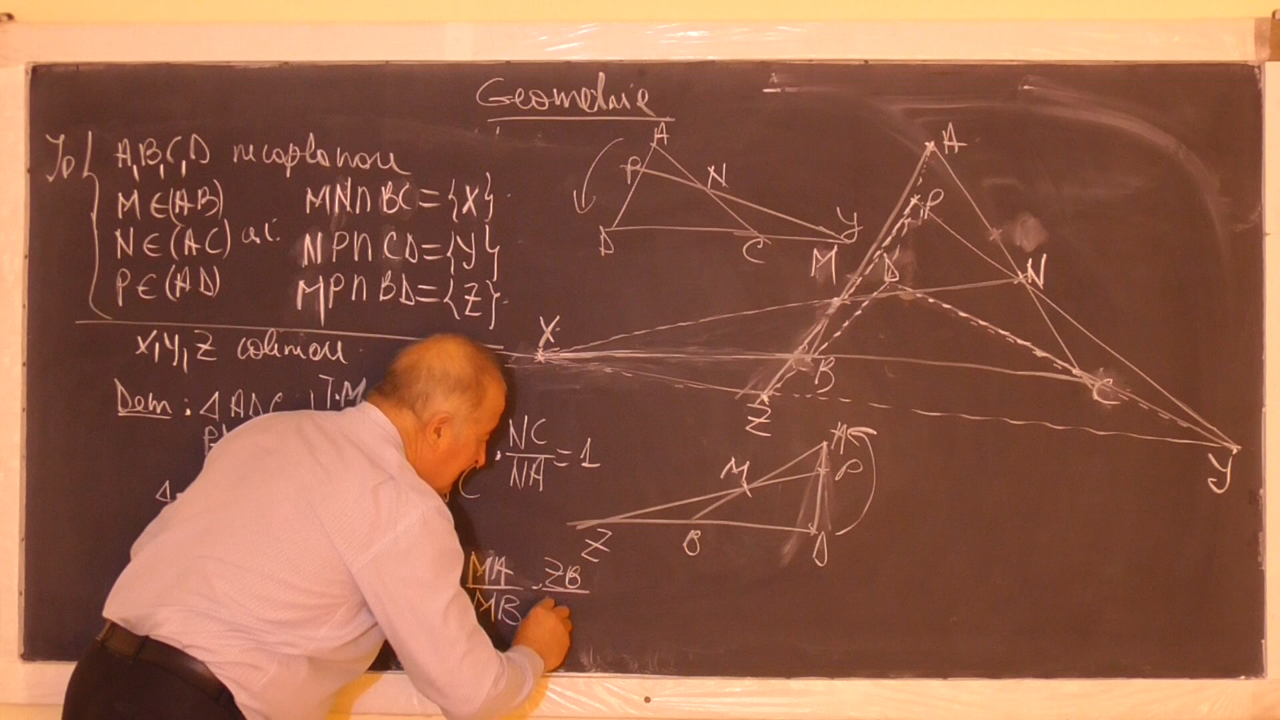 Geometrie
Ip { A,B,C,D necoplanare
M∈(AB) MN∩BC={X}
N∈(AC) a.î. NP∩CD={Y}
P∈(AD) MP∩BD={Z}
X,Y,Z coliniare
Dem: Δ ADC T.M
· NC/NA = 1
MA/MB · ZB
A
P
N
D
C
Y
A
P
M
D
N
X
B
C
Z
Y
A
M
P
Z
B
D